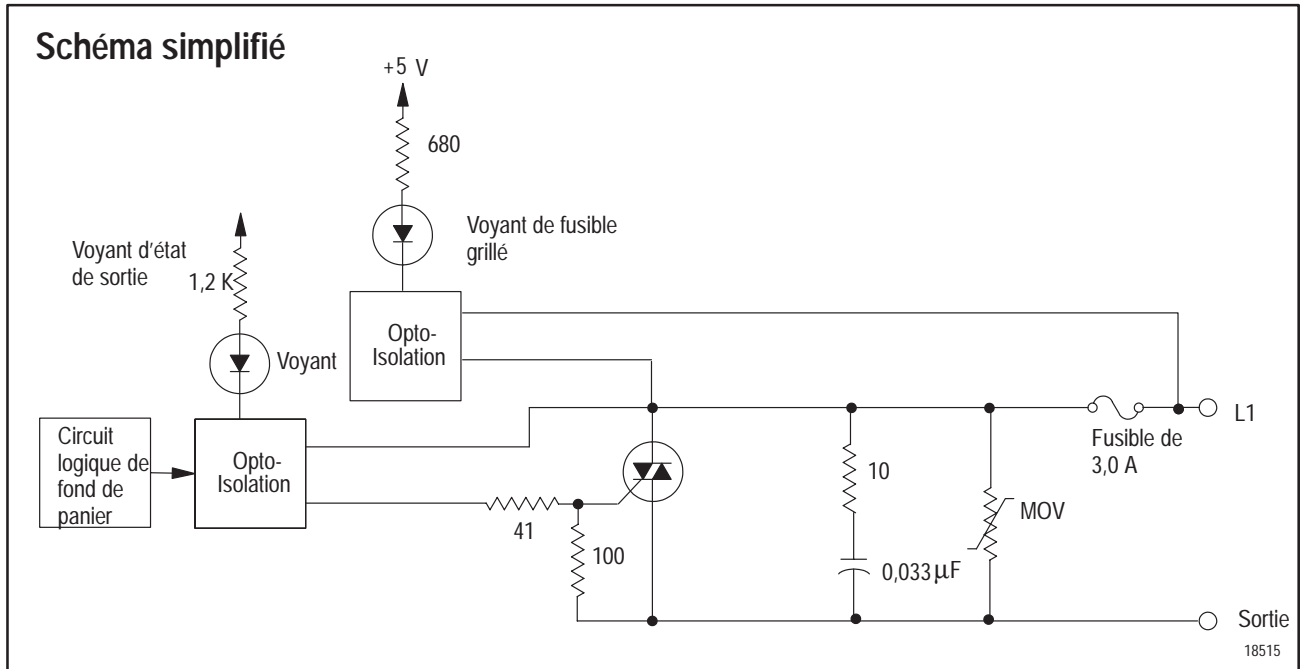 Schéma simplifié
+5 V
680
Voyant de fusible
grillé
Voyant d'état
de sortie
1,2 K
Opto-
Isolation
Voyant
L1
Fusible de
3,0 A
Circuit
logique de
fond de
panier
Opto-
Isolation
10
MOV
41
100
0,033 µF
Sortie
18515